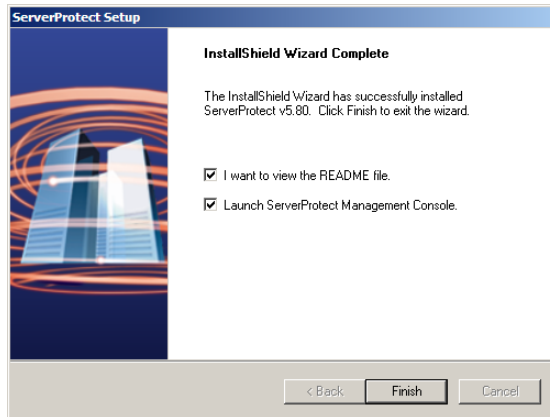 ServerProtect Setup
InstallShield Wizard Complete
The InstallShield Wizard has successfully installed
ServerProtect v5.80. Click Finish to exit the wizard.
I want to view the README file.
Launch ServerProtect Management Console.
< Back
Finish
Cancel